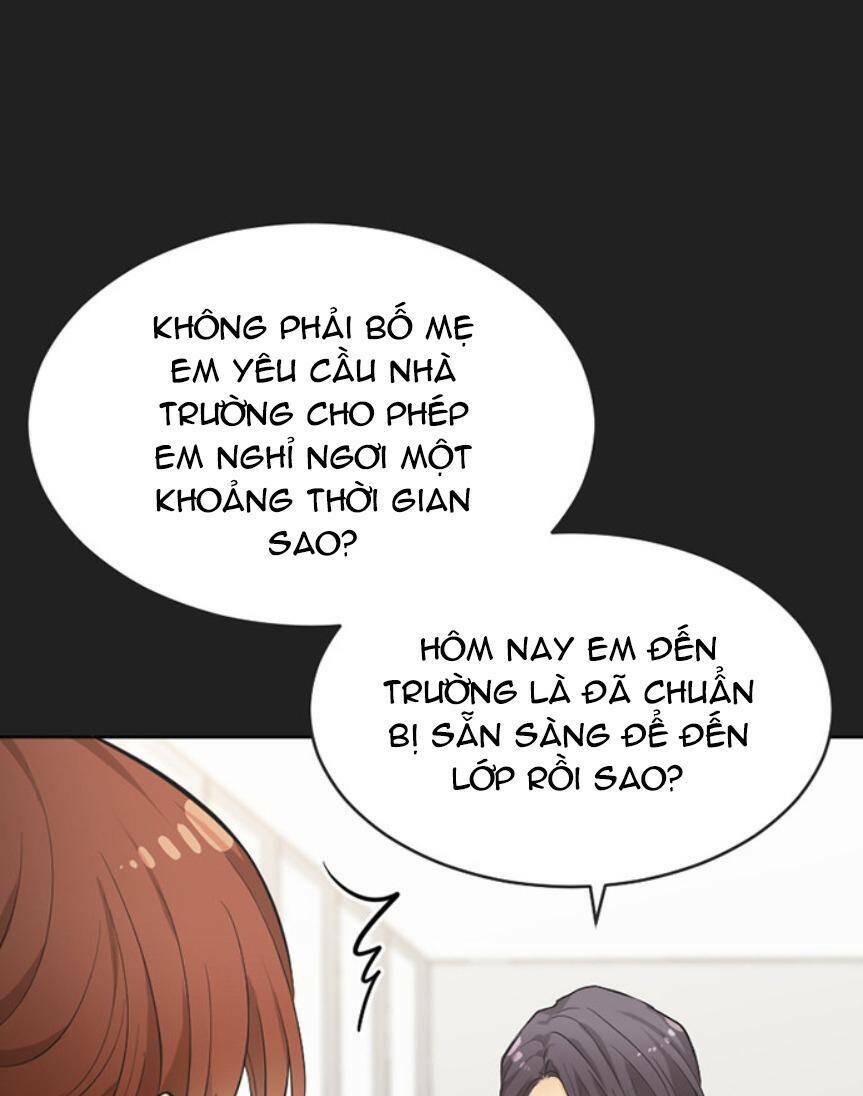 KHÔNG PHẢI BỐ MẸ
EM YÊU CẦU NHÀ
TRƯỜNG CHO PHÉP
EM NGHỈ NGƠI MỘT
KHOẢNG THỜI GIAN
SAO?
HÔM NAY EM ĐẾN
TRƯỜNG LÀ ĐÃ CHUẨN
BỊ SẴN SÀNG ĐỂ ĐẾN
LỚP RỒI SAO?